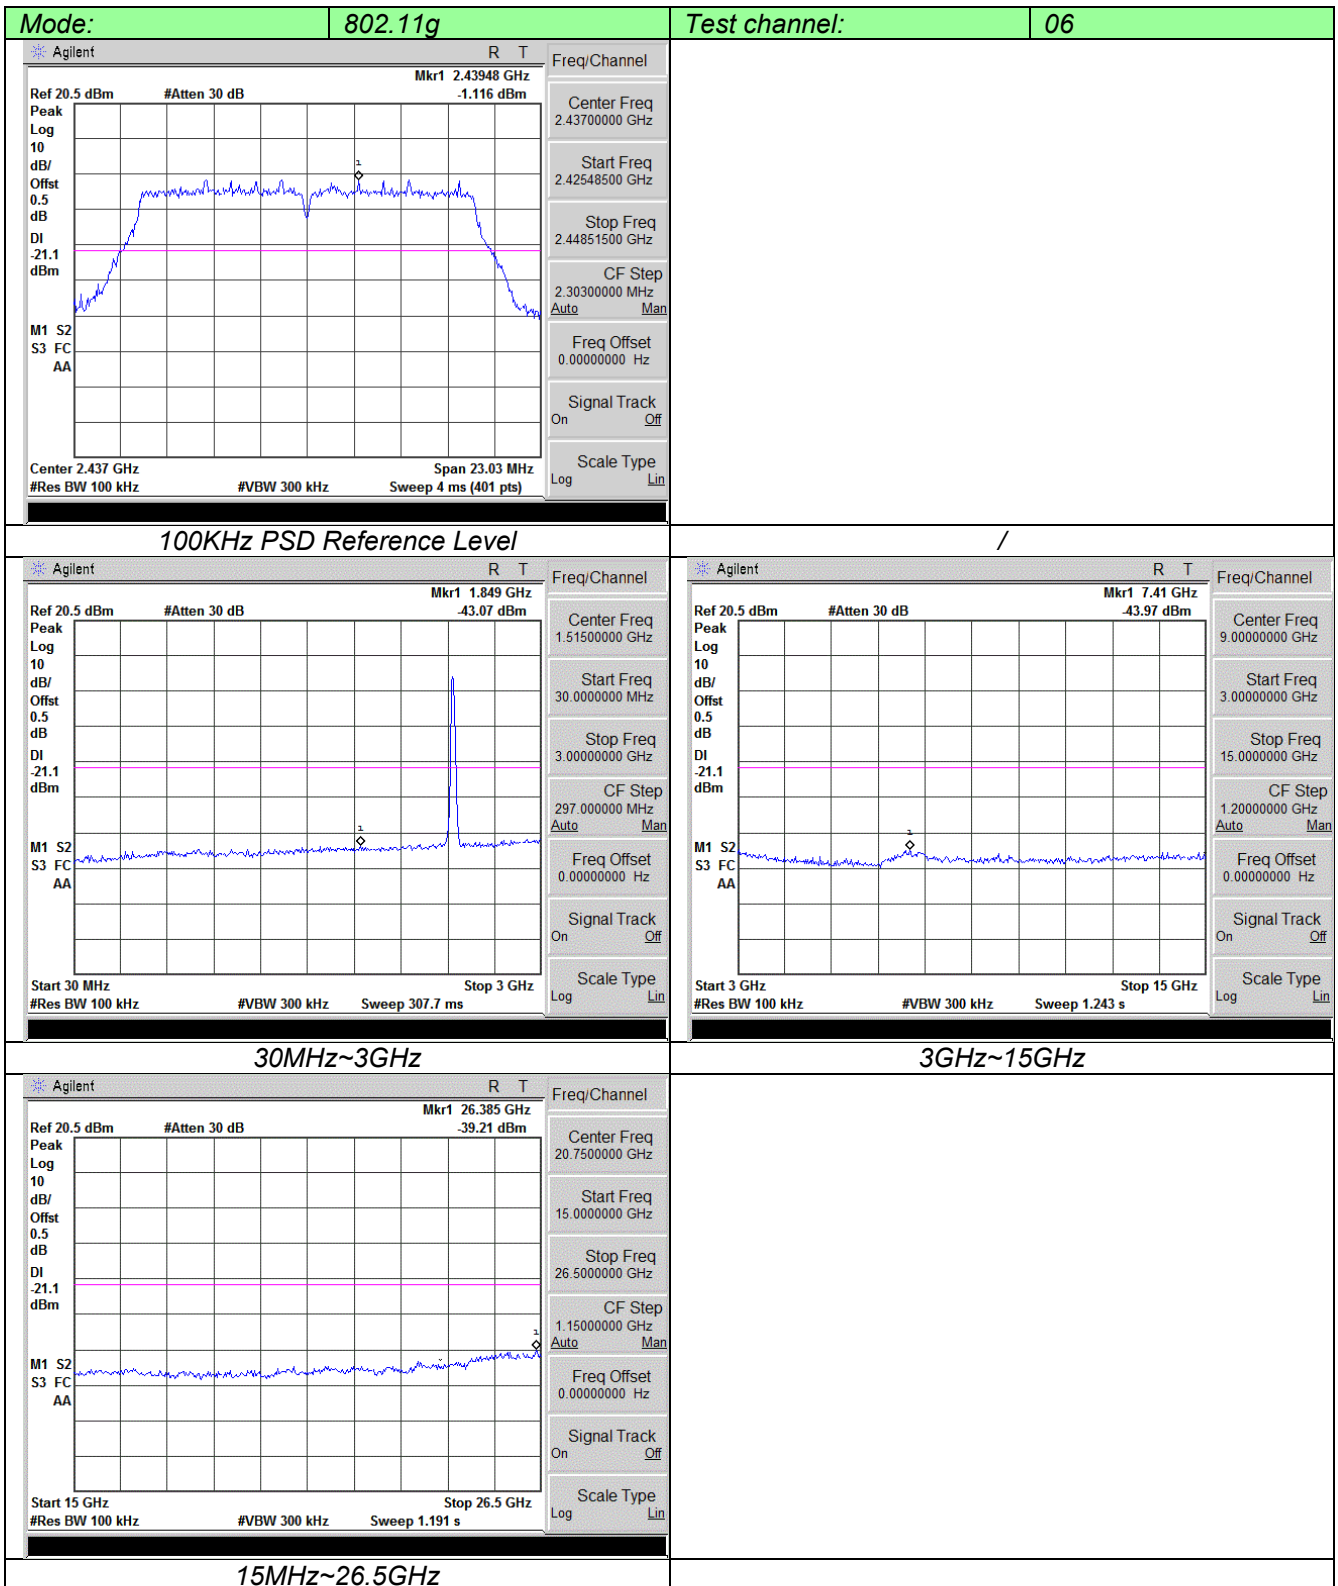 Mode: 802.11g Test channel: 06
Agilent R T Freq/Channel
Mkr1 2.43948 GHz
Ref 20.5 dBm #Atten 30 dB -1.116 dBm
Peak
Log
10
dB/
Offst
0.5
dB
DI
-21.1
dBm
M1 S2
S3 FC
AA
1
Center 2.437 GHz Span 23.03 MHz
#Res BW 100 kHz #VBW 300 kHz Sweep 4 ms (401 pts)
Center Freq
2.43700000 GHz
Start Freq
2.42548500 GHz
Stop Freq
2.44851500 GHz
CF Step
2.30300000 MHz
Auto Man
Freq Offset
0.00000000 Hz
Signal Track
On Off
Scale Type
Log Lin
100KHz PSD Reference Level /
Agilent R T Freq/Channel
Mkr1 1.849 GHz
Ref 20.5 dBm #Atten 30 dB -43.07 dBm
Peak
Log
10
dB/
Offst
0.5
dB
DI
-21.1
dBm
M1 S2
S3 FC
AA
1
Start 30 MHz Stop 3 GHz
#Res BW 100 kHz #VBW 300 kHz Sweep 307.7 ms
Center Freq
1.51500000 GHz
Start Freq
30.0000000 MHz
Stop Freq
3.00000000 GHz
CF Step
297.000000 MHz
Auto Man
Freq Offset
0.00000000 Hz
Signal Track
On Off
Scale Type
Log Lin
Agilent R T Freq/Channel
Mkr1 7.41 GHz
Ref 20.5 dBm #Atten 30 dB -43.97 dBm
Peak
Log
10
dB/
Offst
0.5
dB
DI
-21.1
dBm
M1 S2
S3 FC
AA
1
Start 3 GHz Stop 15 GHz
#Res BW 100 kHz #VBW 300 kHz Sweep 1.243 s
Center Freq
9.00000000 GHz
Start Freq
3.00000000 GHz
Stop Freq
15.0000000 GHz
CF Step
1.20000000 GHz
Auto Man
Freq Offset
0.00000000 Hz
Signal Track
On Off
Scale Type
Log Lin
30MHz~3GHz 3GHz~15GHz
Agilent R T Freq/Channel
Mkr1 26.385 GHz
Ref 20.5 dBm #Atten 30 dB -39.21 dBm
Peak
Log
10
dB/
Offst
0.5
dB
DI
-21.1
dBm
M1 S2
S3 FC
AA
1
Start 15 GHz Stop 26.5 GHz
#Res BW 100 kHz #VBW 300 kHz Sweep 1.191 s
Center Freq
20.7500000 GHz
Start Freq
15.0000000 GHz
Stop Freq
26.5000000 GHz
CF Step
1.15000000 GHz
Auto Man
Freq Offset
0.00000000 Hz
Signal Track
On Off
Scale Type
Log Lin
15MHz~26.5GHz